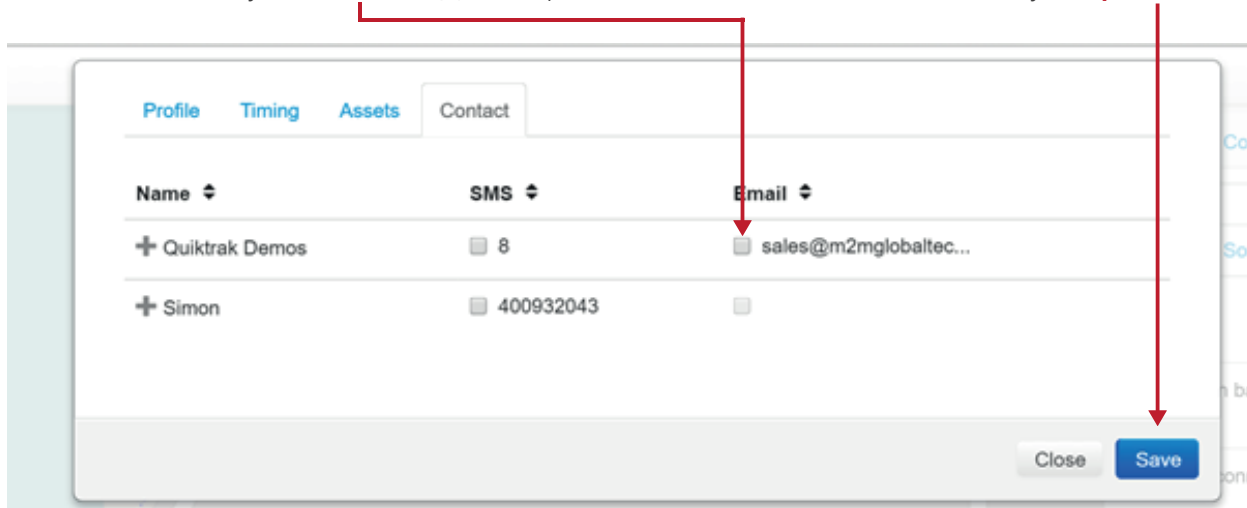 Profile Timing Assets Contact
Name SMS Email
Quiktrak Demos 8 sales@m2mglobaltec...
Simon 400932043
Close Save